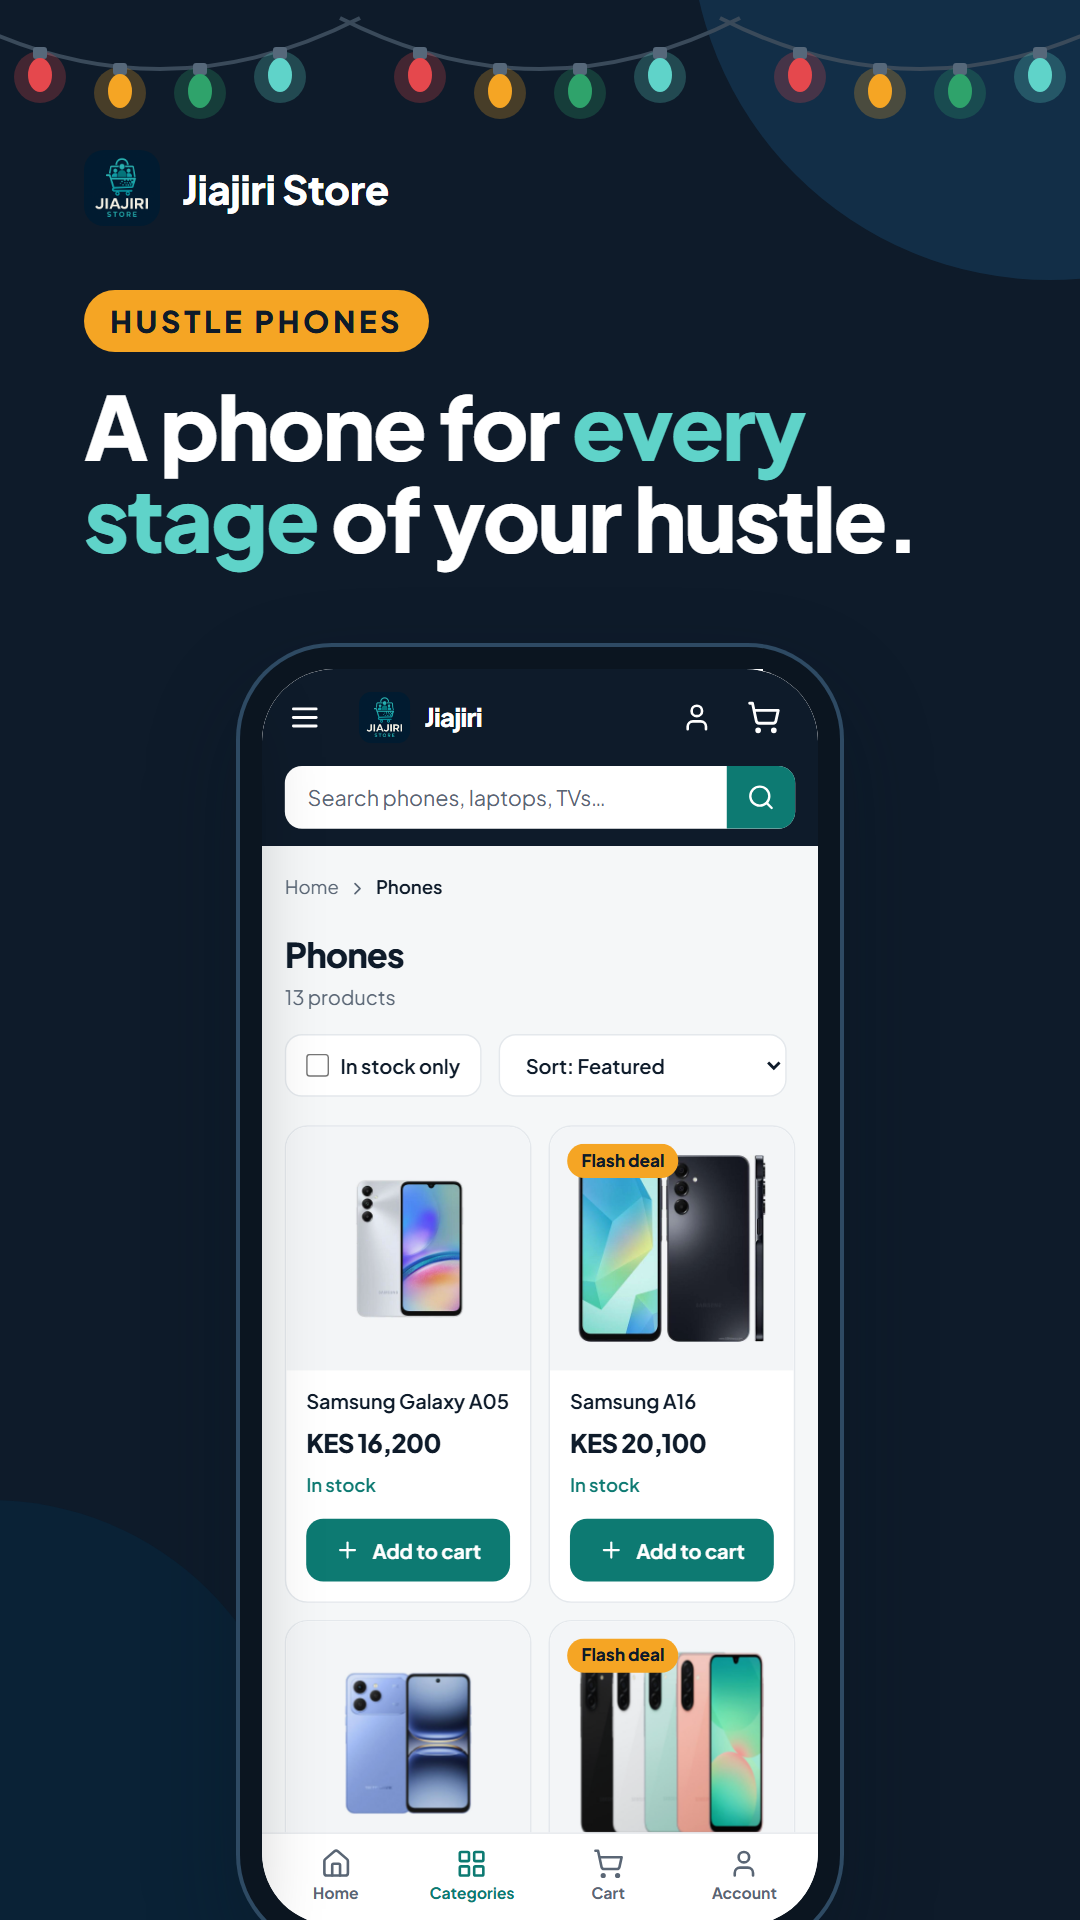 JIAJIRI
STORE
Jiajiri Store
HUSTLE PHONES
A phone for every
stage of your hustle.
JIAJIRI
STORE
Jiajiri
Search phones, laptops, TVs...
Home > Phones
Phones
13 products
In stock only
Sort: Featured
Flash deal
Samsung Galaxy A05
Samsung A16
KES 16,200
KES 20,100
In stock
In stock
+ Add to cart
+ Add to cart
Flash deal
Home
Categories
Cart
Account